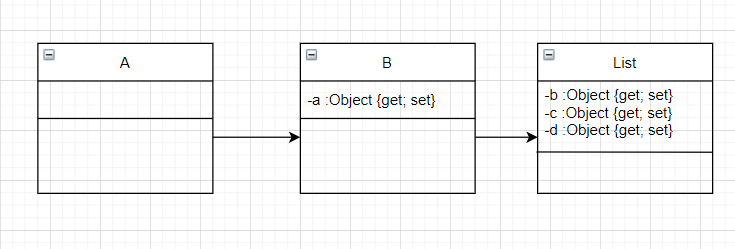 A
B
-a :Object {get; set}
List
-b :Object {get; set}
-c :Object {get; set}
-d :Object {get; set}